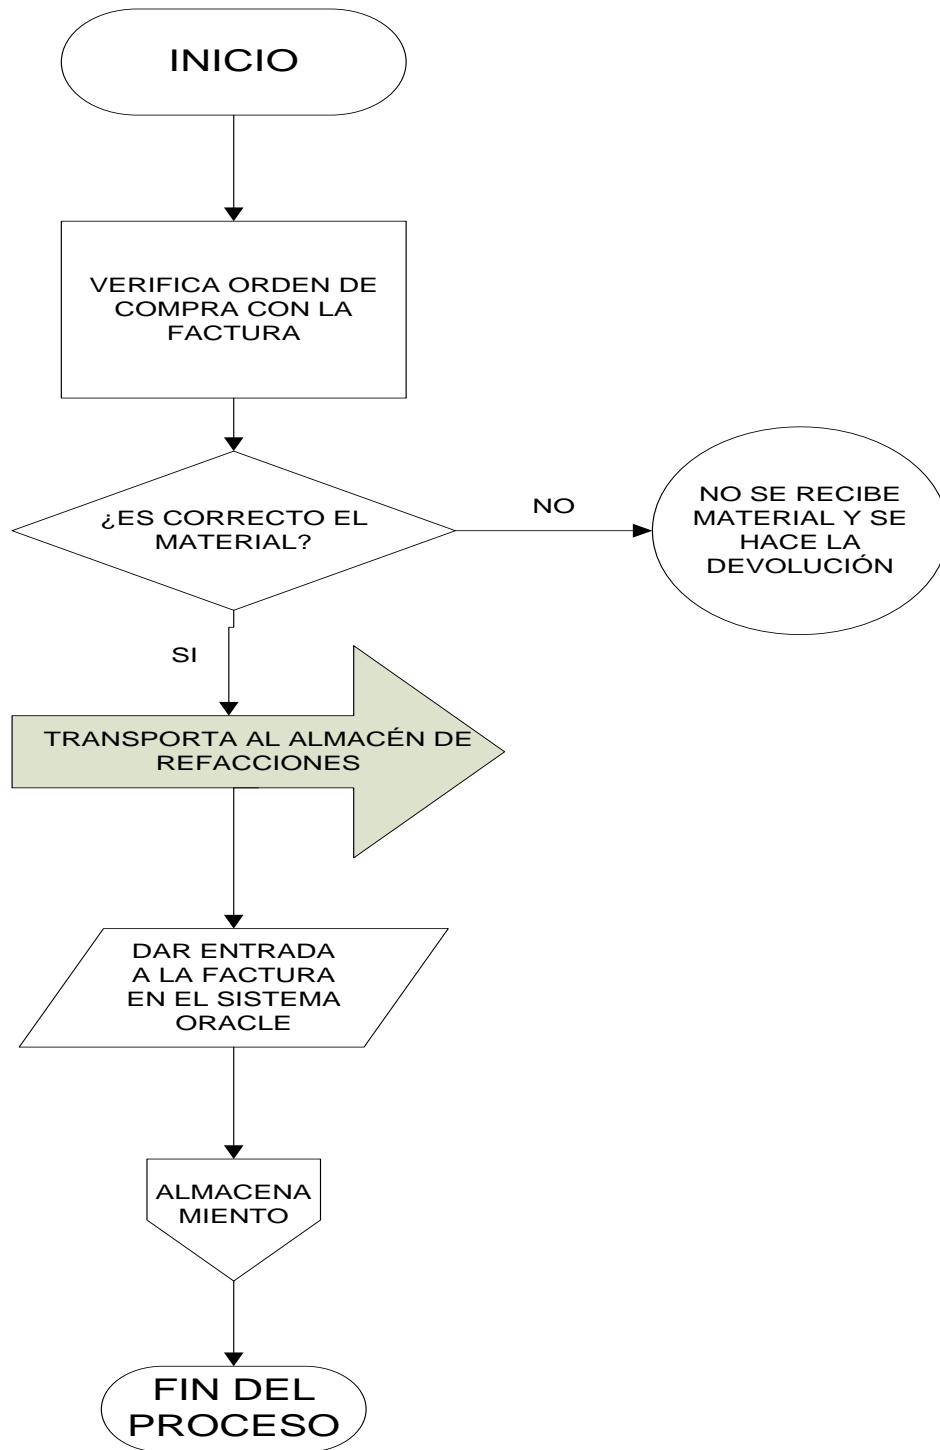 INICIO
VERIFICA ORDEN DE
COMPRA CON LA
FACTURA
¿ES CORRECTO EL
MATERIAL?
NO
NO SE RECIBE
MATERIAL Y SE
HACE LA
DEVOLUCIÓN
SI
TRANSPORTA AL ALMACÉN DE
REFACCIONES
DAR ENTRADA
A LA FACTURA
EN EL SISTEMA
ORACLE
ALMACENA
MIENTO
FIN DEL
PROCESO